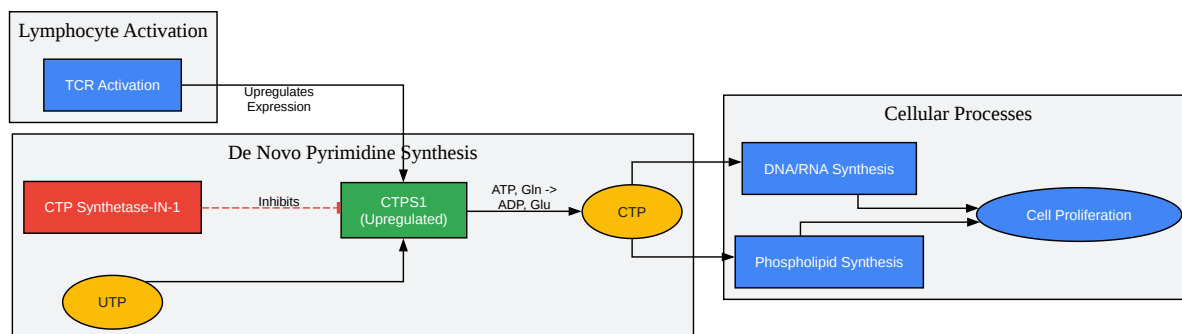 Lymphocyte Activation
TCR Activation
Upregulates
Expression
De Novo Pyrimidine Synthesis
CTP Synthetase-IN-1
Inhibits
CTPS1
(Upregulated)
ATP, Gln ->
ADP, Glu
CTP
UTP
Cellular Processes
DNA/RNA Synthesis
Phospholipid Synthesis
Cell Proliferation